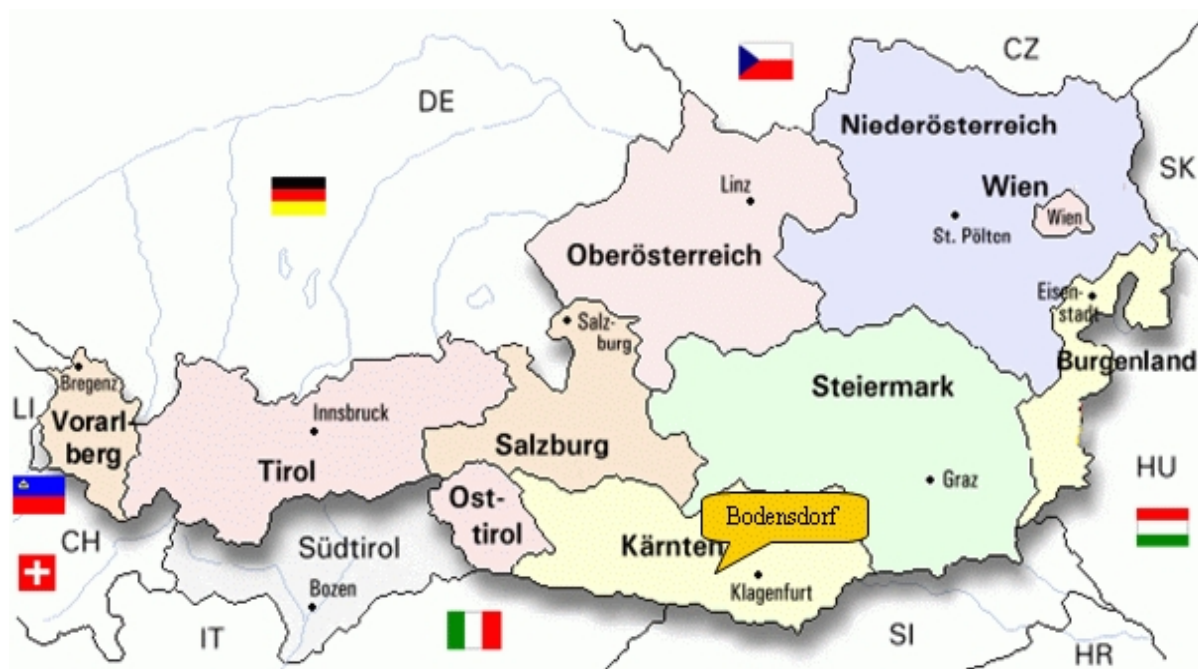 CZ
DE
Niederösterreich
SK
Linz
Wien
Wien
St. Pölten
Oberösterreich
Eisen-
stadt
Salz-
burg
Burgenland
Bregenz
Steiermark
LI
Vorarl-
berg
Innsbruck
Salzburg
Tirol
HU
Graz
Ost-
tirol
Bodensdorf
CH
Südtirol
Kärnten
Bozen
Klagenfurt
IT
SI
HR